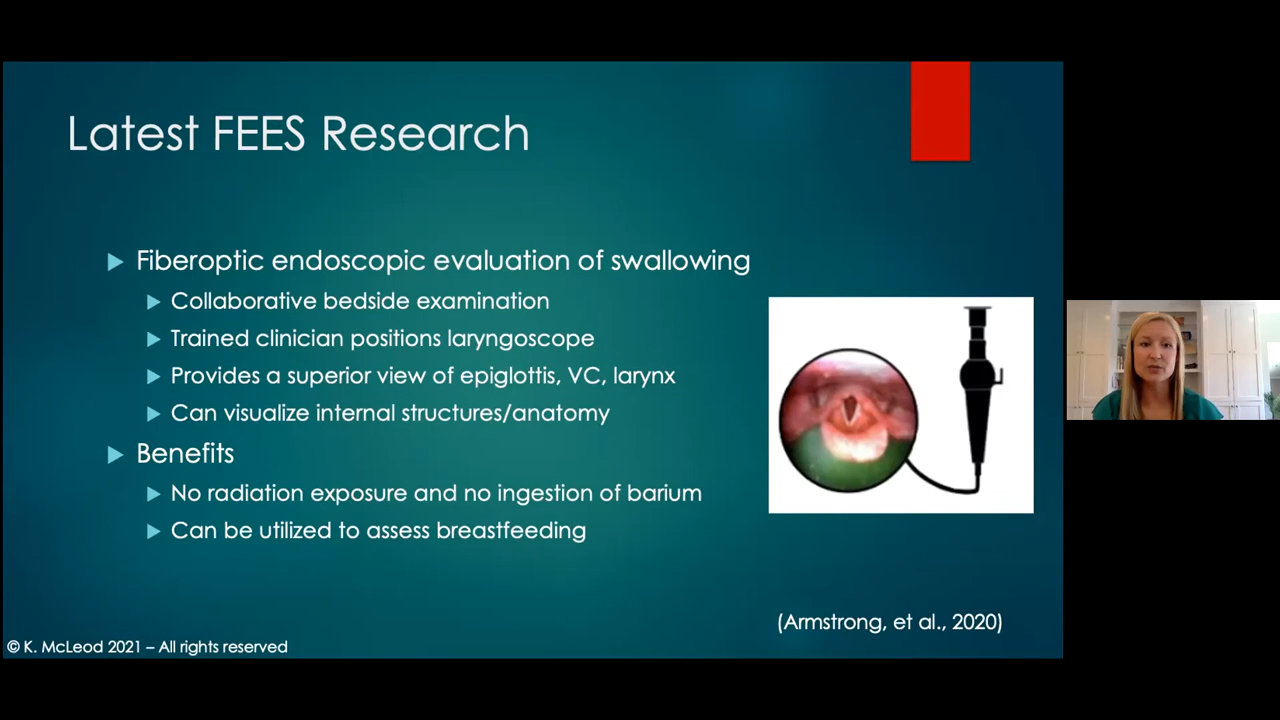 Latest FEES Research
Fiberoptic endoscopic evaluation of swallowing
Collaborative bedside examination
Trained clinician positions laryngoscope
Provides a superior view of epiglottis, VC, larynx
Can visualize internal structures/anatomy
Benefits
No radiation exposure and no ingestion of barium
Can be utilized to assess breastfeeding
(Armstrong, et al., 2020)
© K. McLeod 2021 – All rights reserved